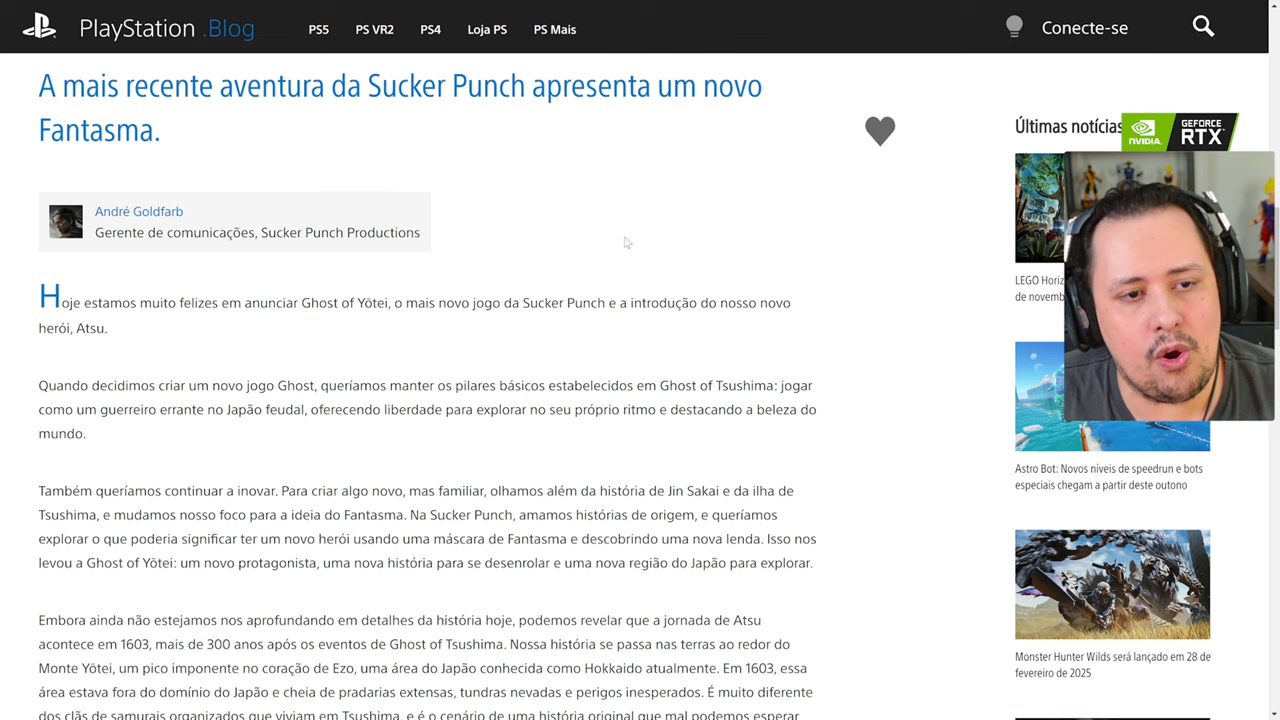 PlayStation .Blog
PS5
PS VR2
PS4
Loja PS
PS Mais
Conecte-se
A mais recente aventura da Sucker Punch apresenta um novo
Fantasma.
André Goldfarb
Gerente de comunicações, Sucker Punch Productions
Hoje estamos muito felizes em anunciar Ghost of Yōtei, o mais novo jogo da Sucker Punch e a introdução do nosso novo
herói, Atsu.
Quando decidimos criar um novo jogo Ghost, queríamos manter os pilares básicos estabelecidos em Ghost of Tsushima: jogar
como um guerreiro errante no Japão feudal, oferecendo liberdade para explorar no seu próprio ritmo e destacando a beleza do
mundo.
Também queríamos continuar a inovar. Para criar algo novo, mas familiar, olhamos além da história de Jin Sakai e da ilha de
Tsushima, e mudamos nosso foco para a ideia do Fantasma. Na Sucker Punch, amamos histórias de origem, e queríamos
explorar o que poderia significar ter um novo herói usando uma máscara de Fantasma e descobrindo uma nova lenda. Isso nos
levou a Ghost of Yōtei: um novo protagonista, uma nova história para se desenrolar e uma nova região do Japão para explorar.
Embora ainda não estejamos nos aprofundando em detalhes da história hoje, podemos revelar que a jornada de Atsu
acontece em 1603, mais de 300 anos após os eventos de Ghost of Tsushima. Nossa história se passa nas terras ao redor do
Monte Yōtei, um pico imponente no coração de Ezo, uma área do Japão conhecida como Hokkaido atualmente. Em 1603, essa
área estava fora do domínio do Japão e cheia de pradarias extensas, tundras nevadas e perigos inesperados. É muito diferente
dos clãs de samurais organizados que viviam em Tsushima, e é o cenário de uma história original que mal podemos esperar
Últimas notícias
NVIDIA.
GEFORCE
RTX
LEGO Horiz
de novemb
Astro Bot: Novos níveis de speedrun e bots
especiais chegam a partir deste outono
Monster Hunter Wilds será lançado em 28 de
fevereiro de 2025